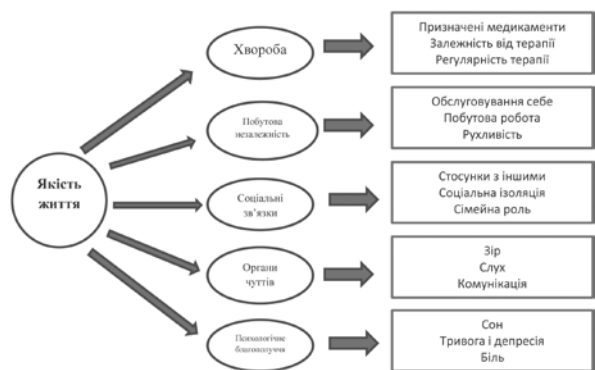 Якість
життя
Хвороба
Призначені медикаменти
Залежність від терапії
Регулярність терапії
Побутова
незалежність
Обслуговування себе
Побутова робота
Рухливість
Соціальні
зв'язки
Стосунки з іншими
Соціальна ізоляція
Сімейна роль
Органи
чуттів
Зір
Слух
Комунікація
Психологічне
благополуччя
Сон
Тривога і депресія
Біль